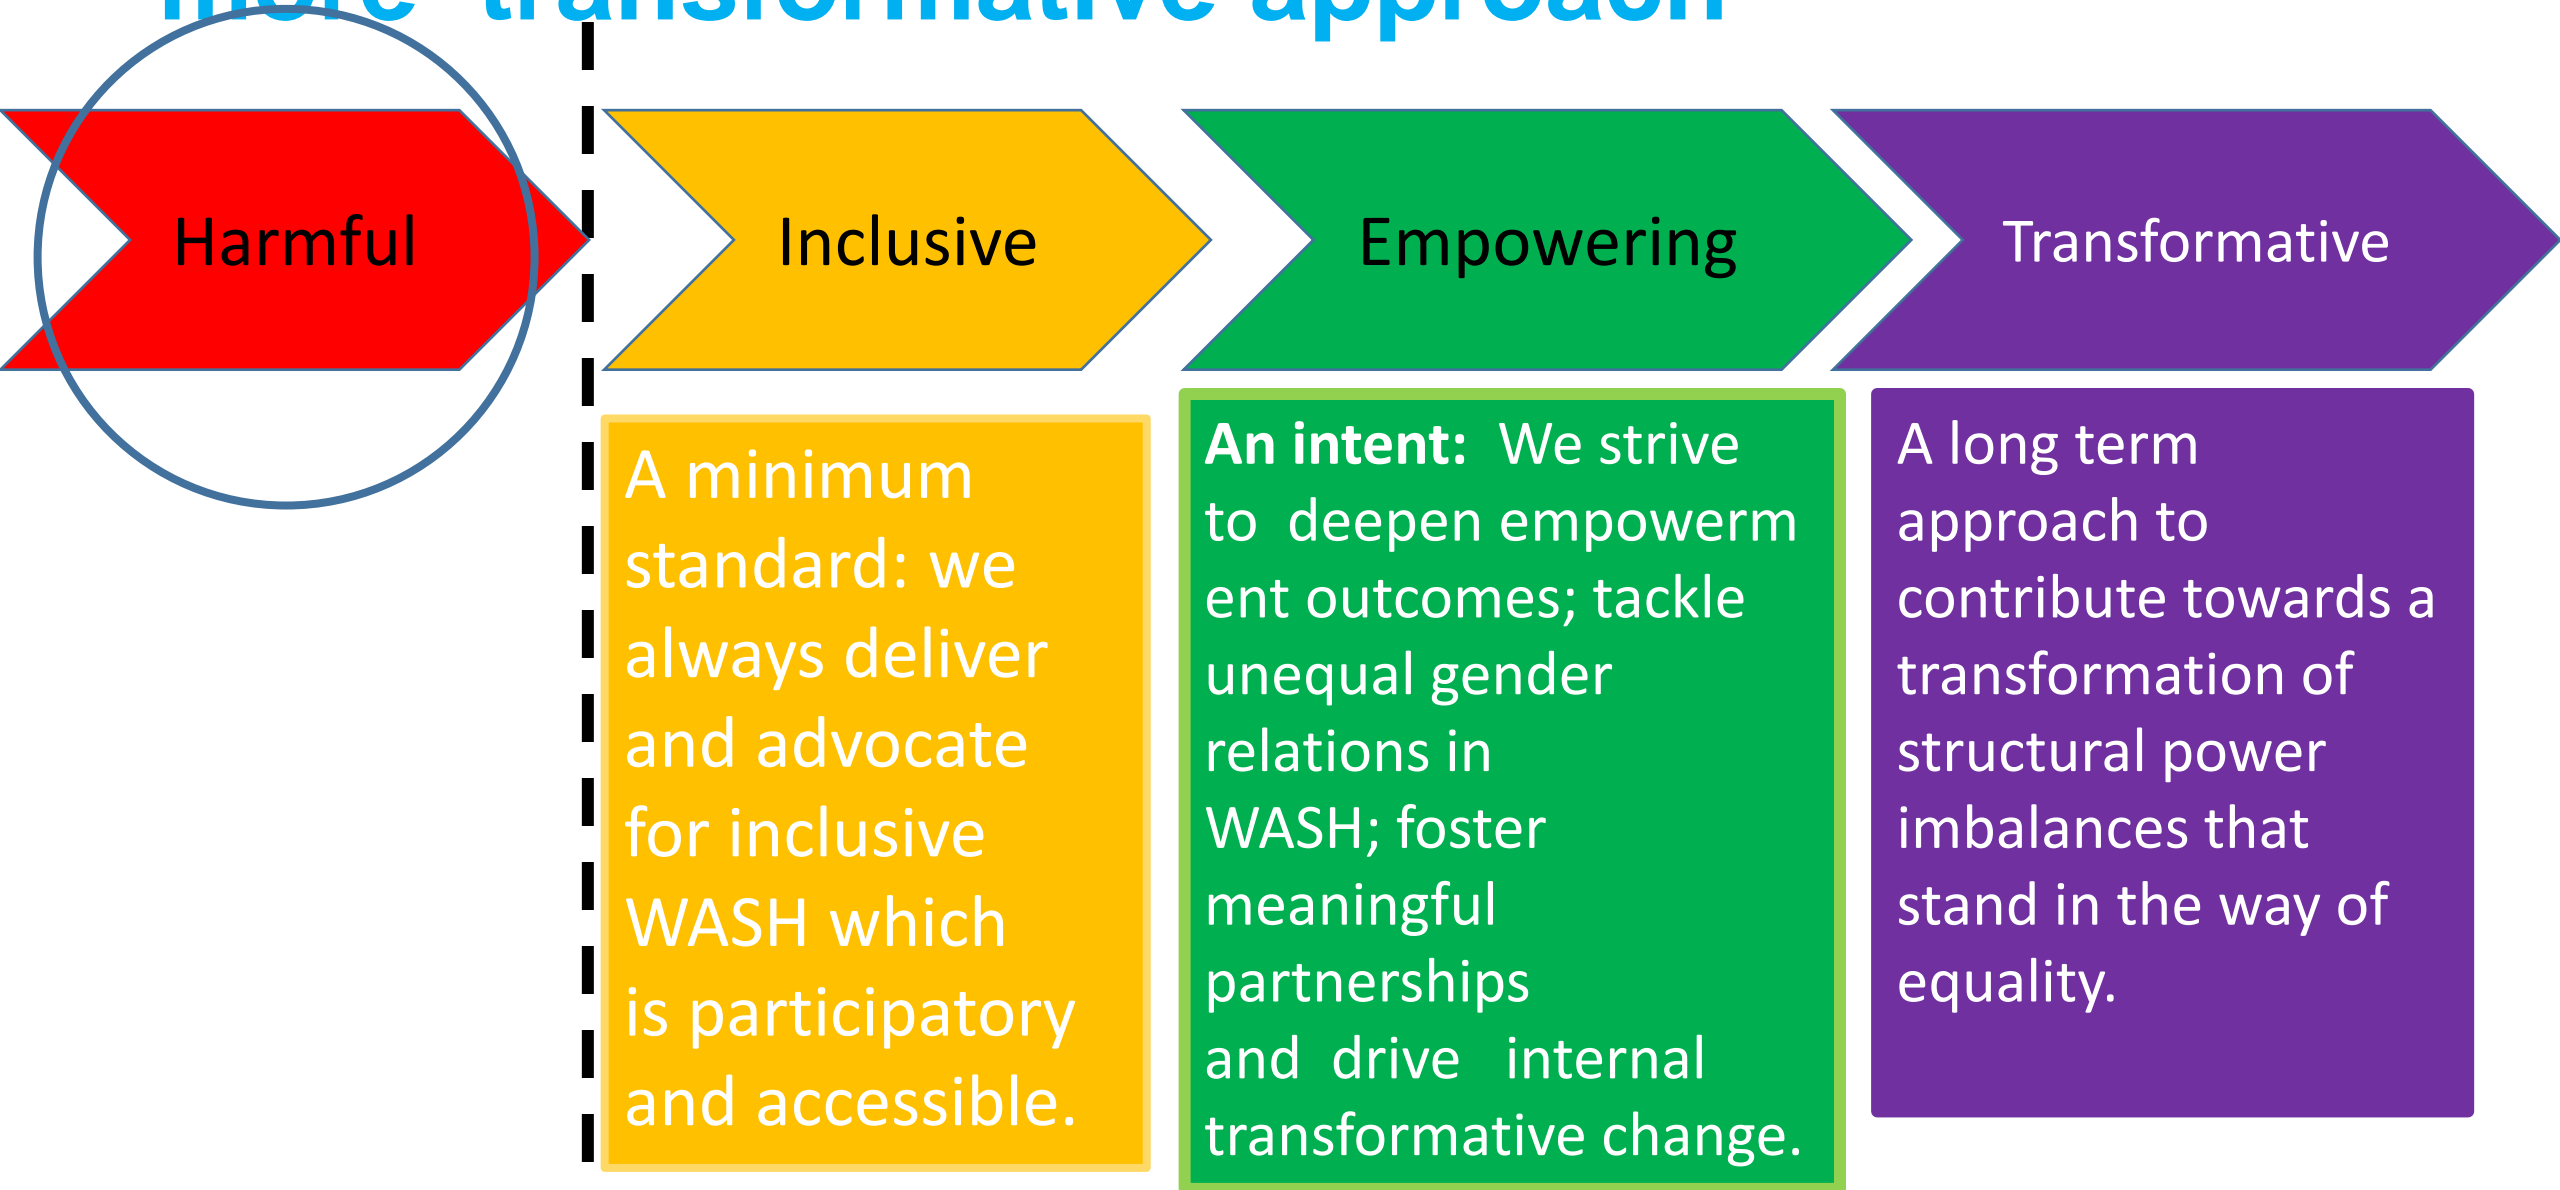 more transformative approach
Harmful
Inclusive
Empowering
Transformative
A minimum
standard: we
always deliver
and advocate
for inclusive
WASH which
is participatory
and accessible.
An intent: We strive
to deepen empowerm
ent outcomes; tackle
unequal gender
relations in
WASH; foster
meaningful
partnerships
and drive internal
transformative change.
A long term
approach to
contribute towards a
transformation of
structural power
imbalances that
stand in the way of
equality.